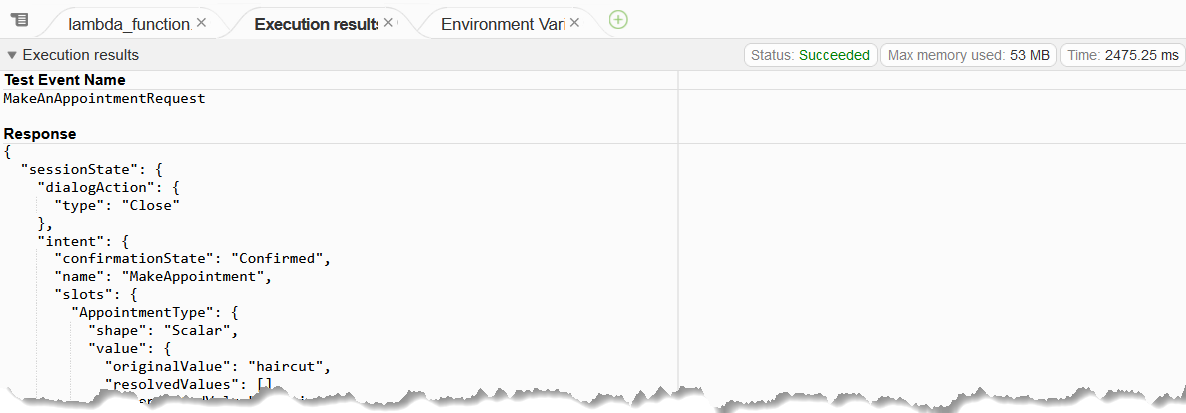 lambda_function Execution results Environment Vari
Execution results Status: Succeeded Max memory used: 53 MB Time: 2475.25 ms
Test Event Name
MakeAnAppointmentRequest
Response
{
"sessionState": {
"dialogAction": {
"type": "Close"
},
"intent": {
"confirmationState": "Confirmed",
"name": "MakeAppointment",
"slots": {
"AppointmentType": {
"shape": "Scalar",
"value": {
"originalValue": "haircut",
"resolvedValues": []